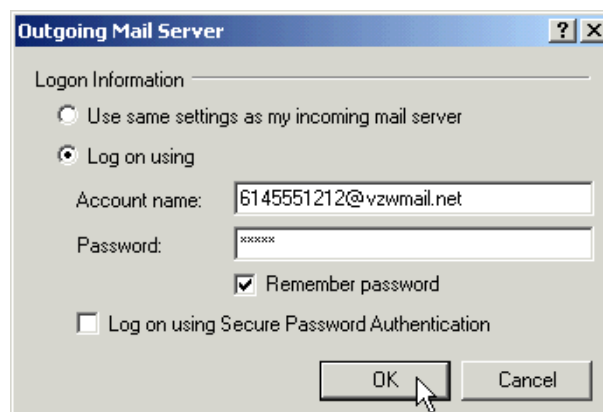 Outgoing Mail Server
Logon Information
Use same settings as my incoming mail server
Log on using
Account name: 6145551212@vzwmail.net
Password: xxxxx
Remember password
Log on using Secure Password Authentication
OK Cancel